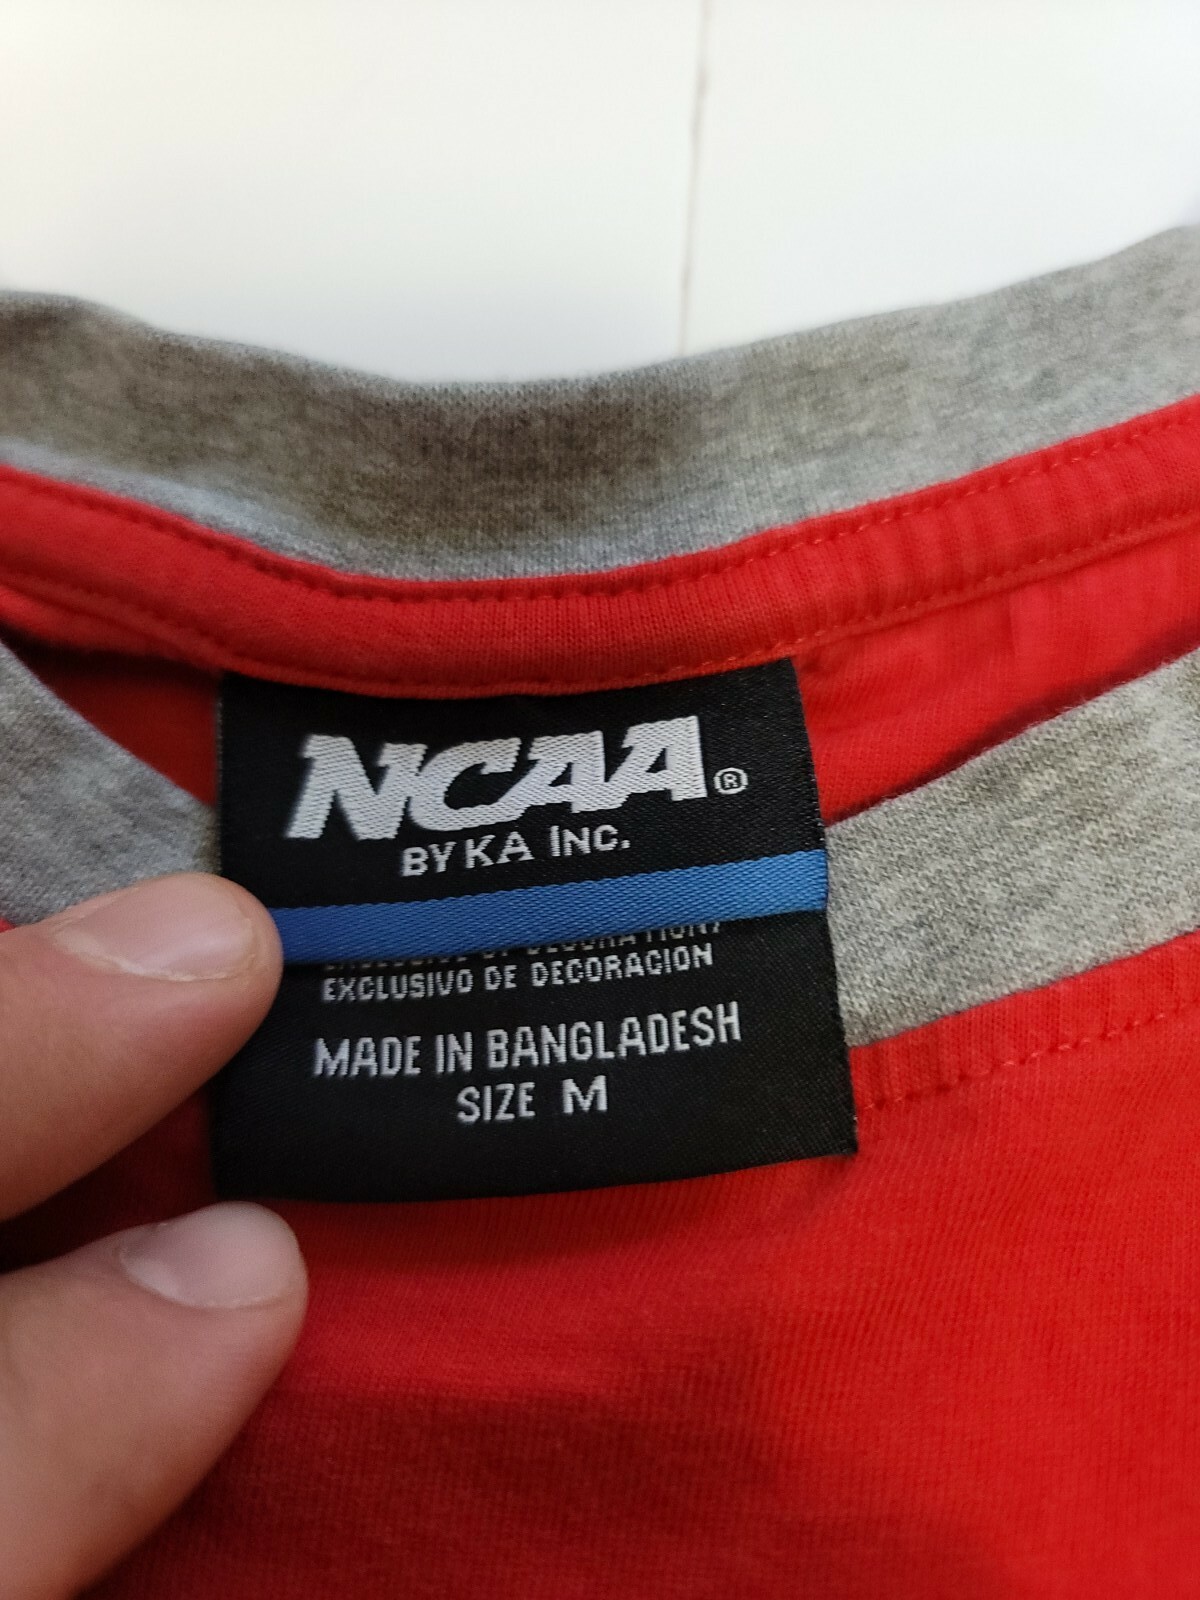 NCAA®
BY KA INC.
EXCLUSIVO DE DECORACION
MADE IN BANGLADESH
SIZE M